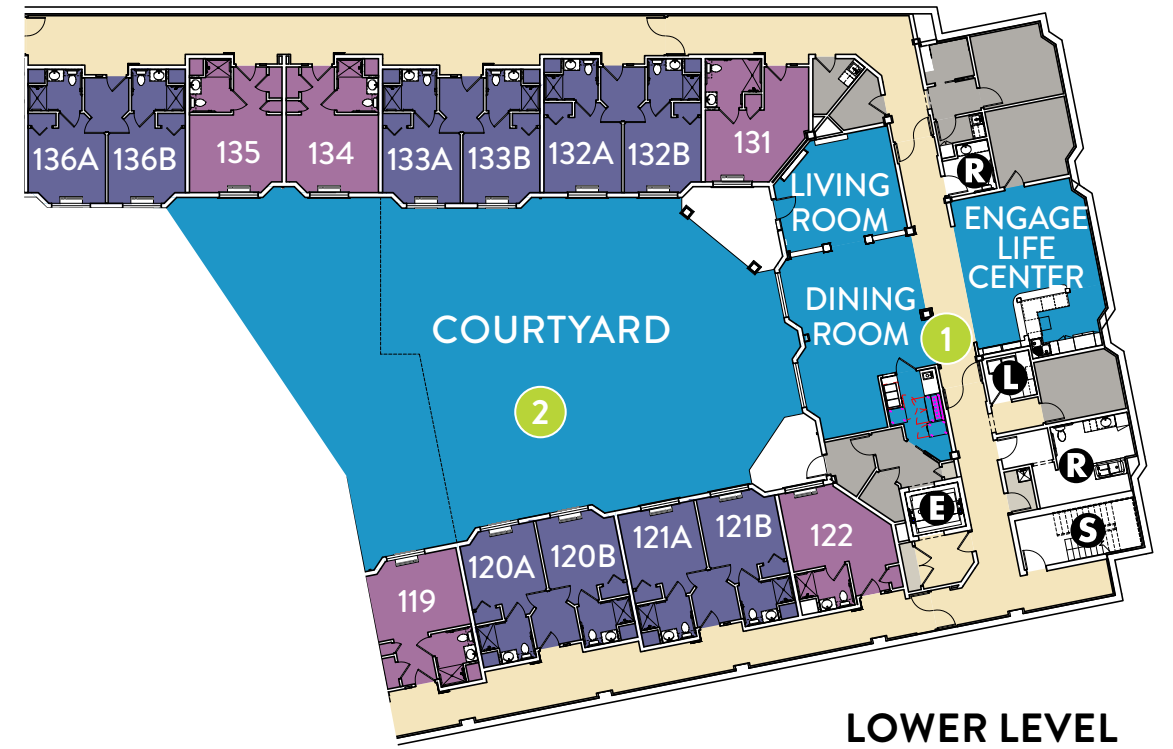 136A
136B
135
134
133A
133B
132A
132B
131
LIVING
ROOM
R
ENGAGE
LIFE
CENTER
DINING
ROOM
1
COURTYARD
2
L
R
E
S
119
120A
120B
121A
121B
122
LOWER LEVEL